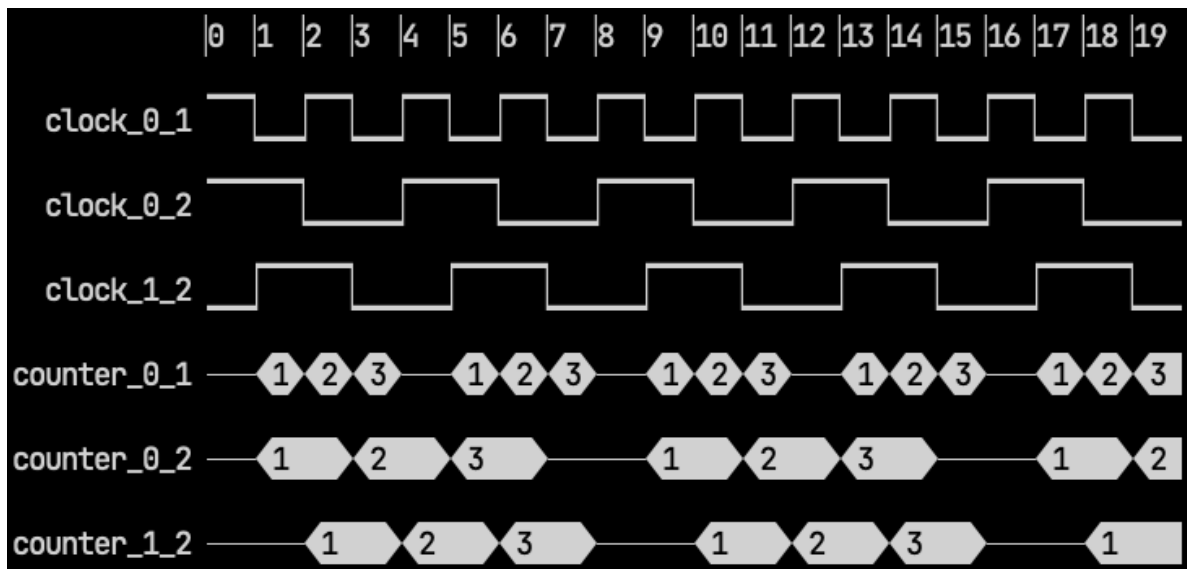 0 1 2 3 4 5 6 7 8 9 10 11 12 13 14 15 16 17 18 19
clock_0_1
clock_0_2
clock_1_2
counter_0_1 1 2 3 1 2 3 1 2 3 1 2 3 1 2 3
counter_0_2 1 2 3 1 2 3 1 2
counter_1_2 1 2 3 1 2 3 1